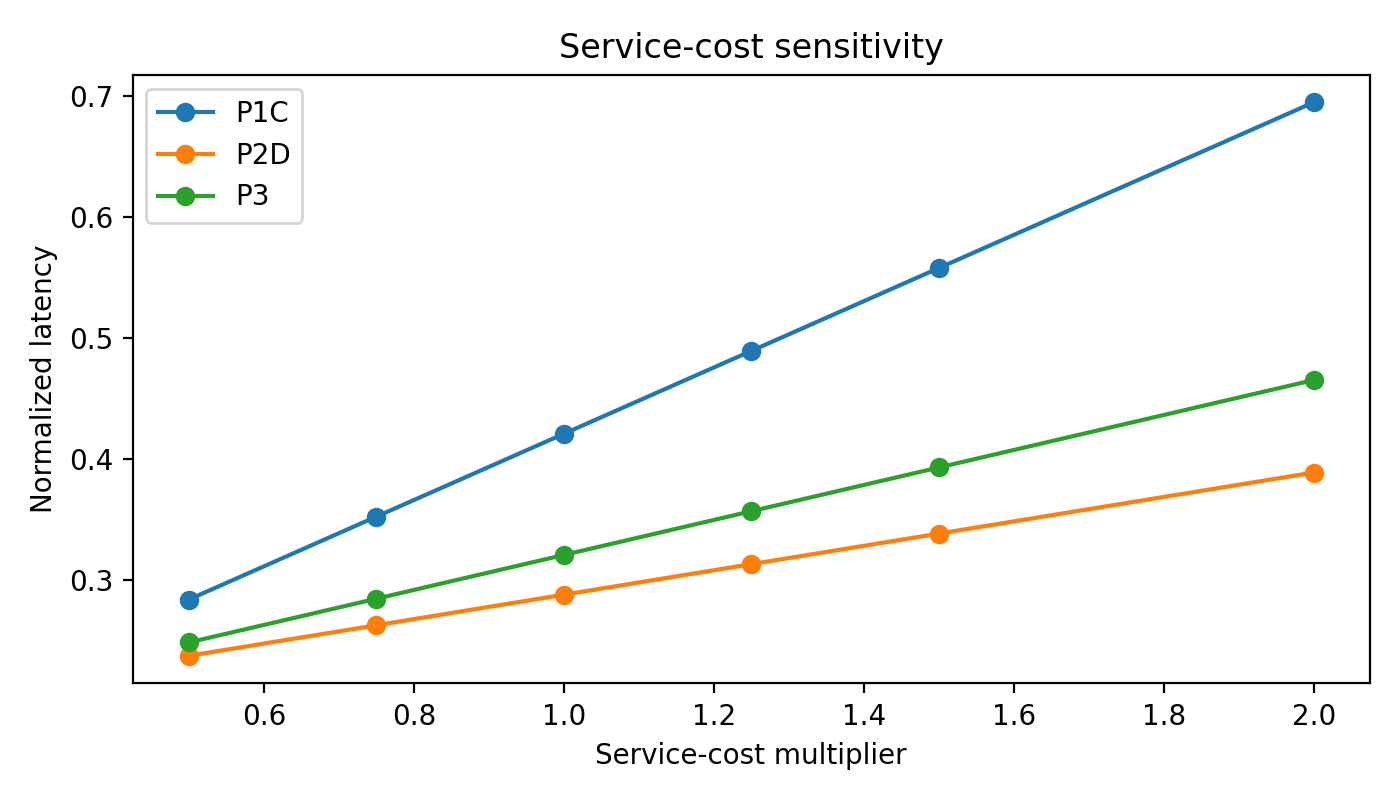 Service-cost sensitivity
P1C
P2D
P3
Normalized latency
0.7
0.6
0.5
0.4
0.3
0.6 0.8 1.0 1.2 1.4 1.6 1.8 2.0
Service-cost multiplier